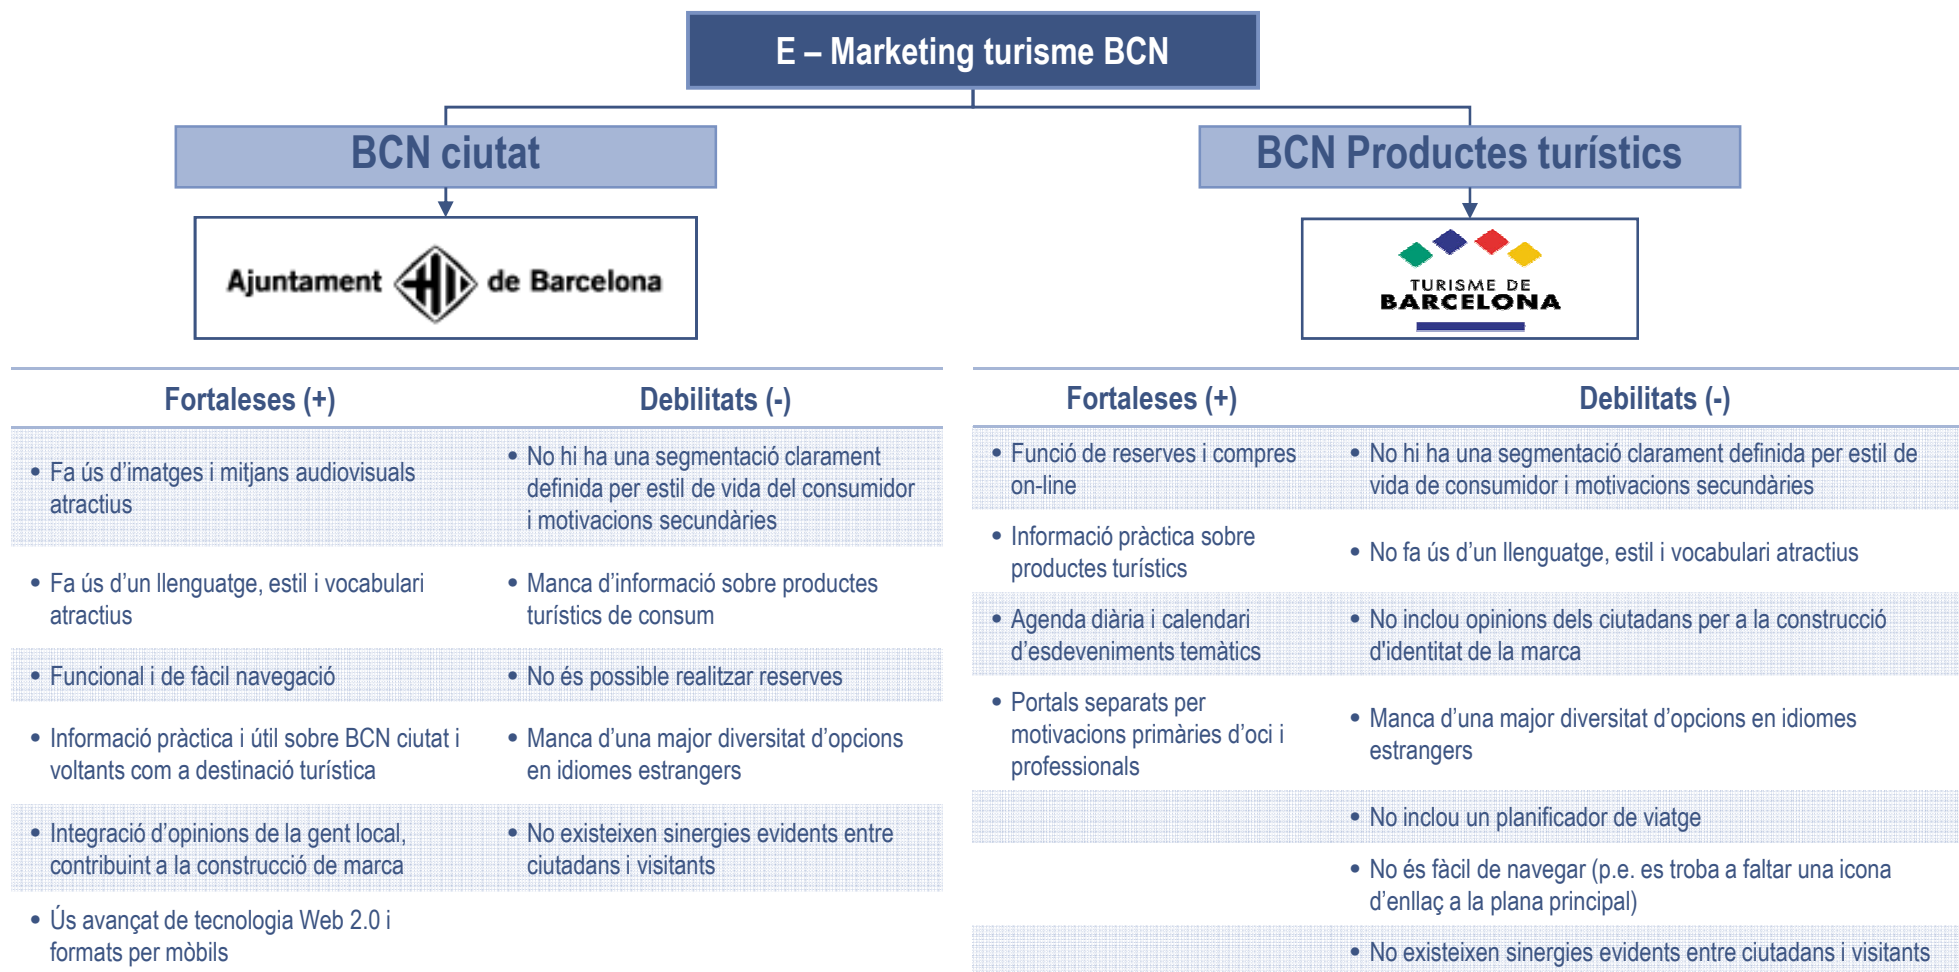 E – Marketing turisme BCN
BCN ciutat
BCN Productes turístics
Ajuntament de Barcelona
TURISME DE
BARCELONA
Fortaleses (+)
Debilitats (-)
• Fa ús d’imatges i mitjans audiovisuals
atractius
• No hi ha una segmentació clarament
definida per estil de vida del consumidor
i motivacions secundàries
• Fa ús d’un llenguatge, estil i vocabulari
atractius
• Manca d’informació sobre productes
turístics de consum
• Funcional i de fàcil navegació
• No és possible realitzar reserves
• Informació pràctica i útil sobre BCN ciutat i
voltants com a destinació turística
• Manca d’una major diversitat d’opcions
en idiomes estrangers
• Integració d’opinions de la gent local,
contribuint a la construcció de marca
• No existeixen sinergies evidents entre
ciutadans i visitants
• Ús avançat de tecnologia Web 2.0 i
formats per mòbils
Fortaleses (+)
Debilitats (-)
• Funció de reserves i compres
on-line
• No hi ha una segmentació clarament definida per estil de
vida de consumidor i motivacions secundàries
• Informació pràctica sobre
productes turístics
• No fa ús d’un llenguatge, estil i vocabulari atractius
• Agenda diària i calendari
d’esdeveniments temàtics
• No inclou opinions dels ciutadans per a la construcció
d'identitat de la marca
• Portals separats per
motivacions primàries d’oci i
professionals
• Manca d’una major diversitat d’opcions en idiomes
estrangers
• No inclou un planificador de viatge
• No és fàcil de navegar (p.e. es troba a faltar una icona
d’enllaç a la plana principal)
• No existeixen sinergies evidents entre ciutadans i visitants